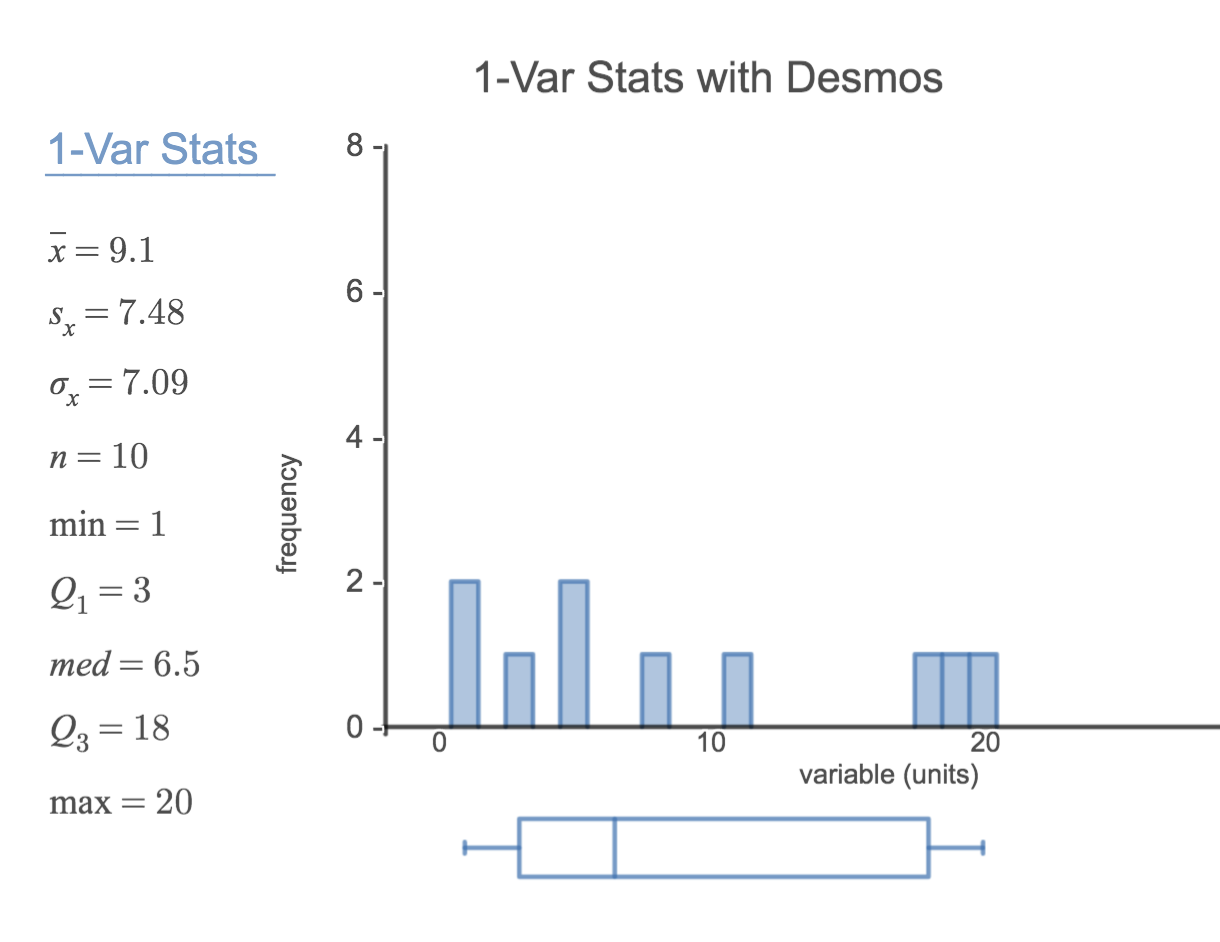 1-Var Stats with Desmos
1-Var Stats
x̄ = 9.1
sₓ = 7.48
σₓ = 7.09
n = 10
min = 1
Q₁ = 3
med = 6.5
Q₃ = 18
max = 20
frequency
8
6
4
2
0
0 10 20
variable (units)